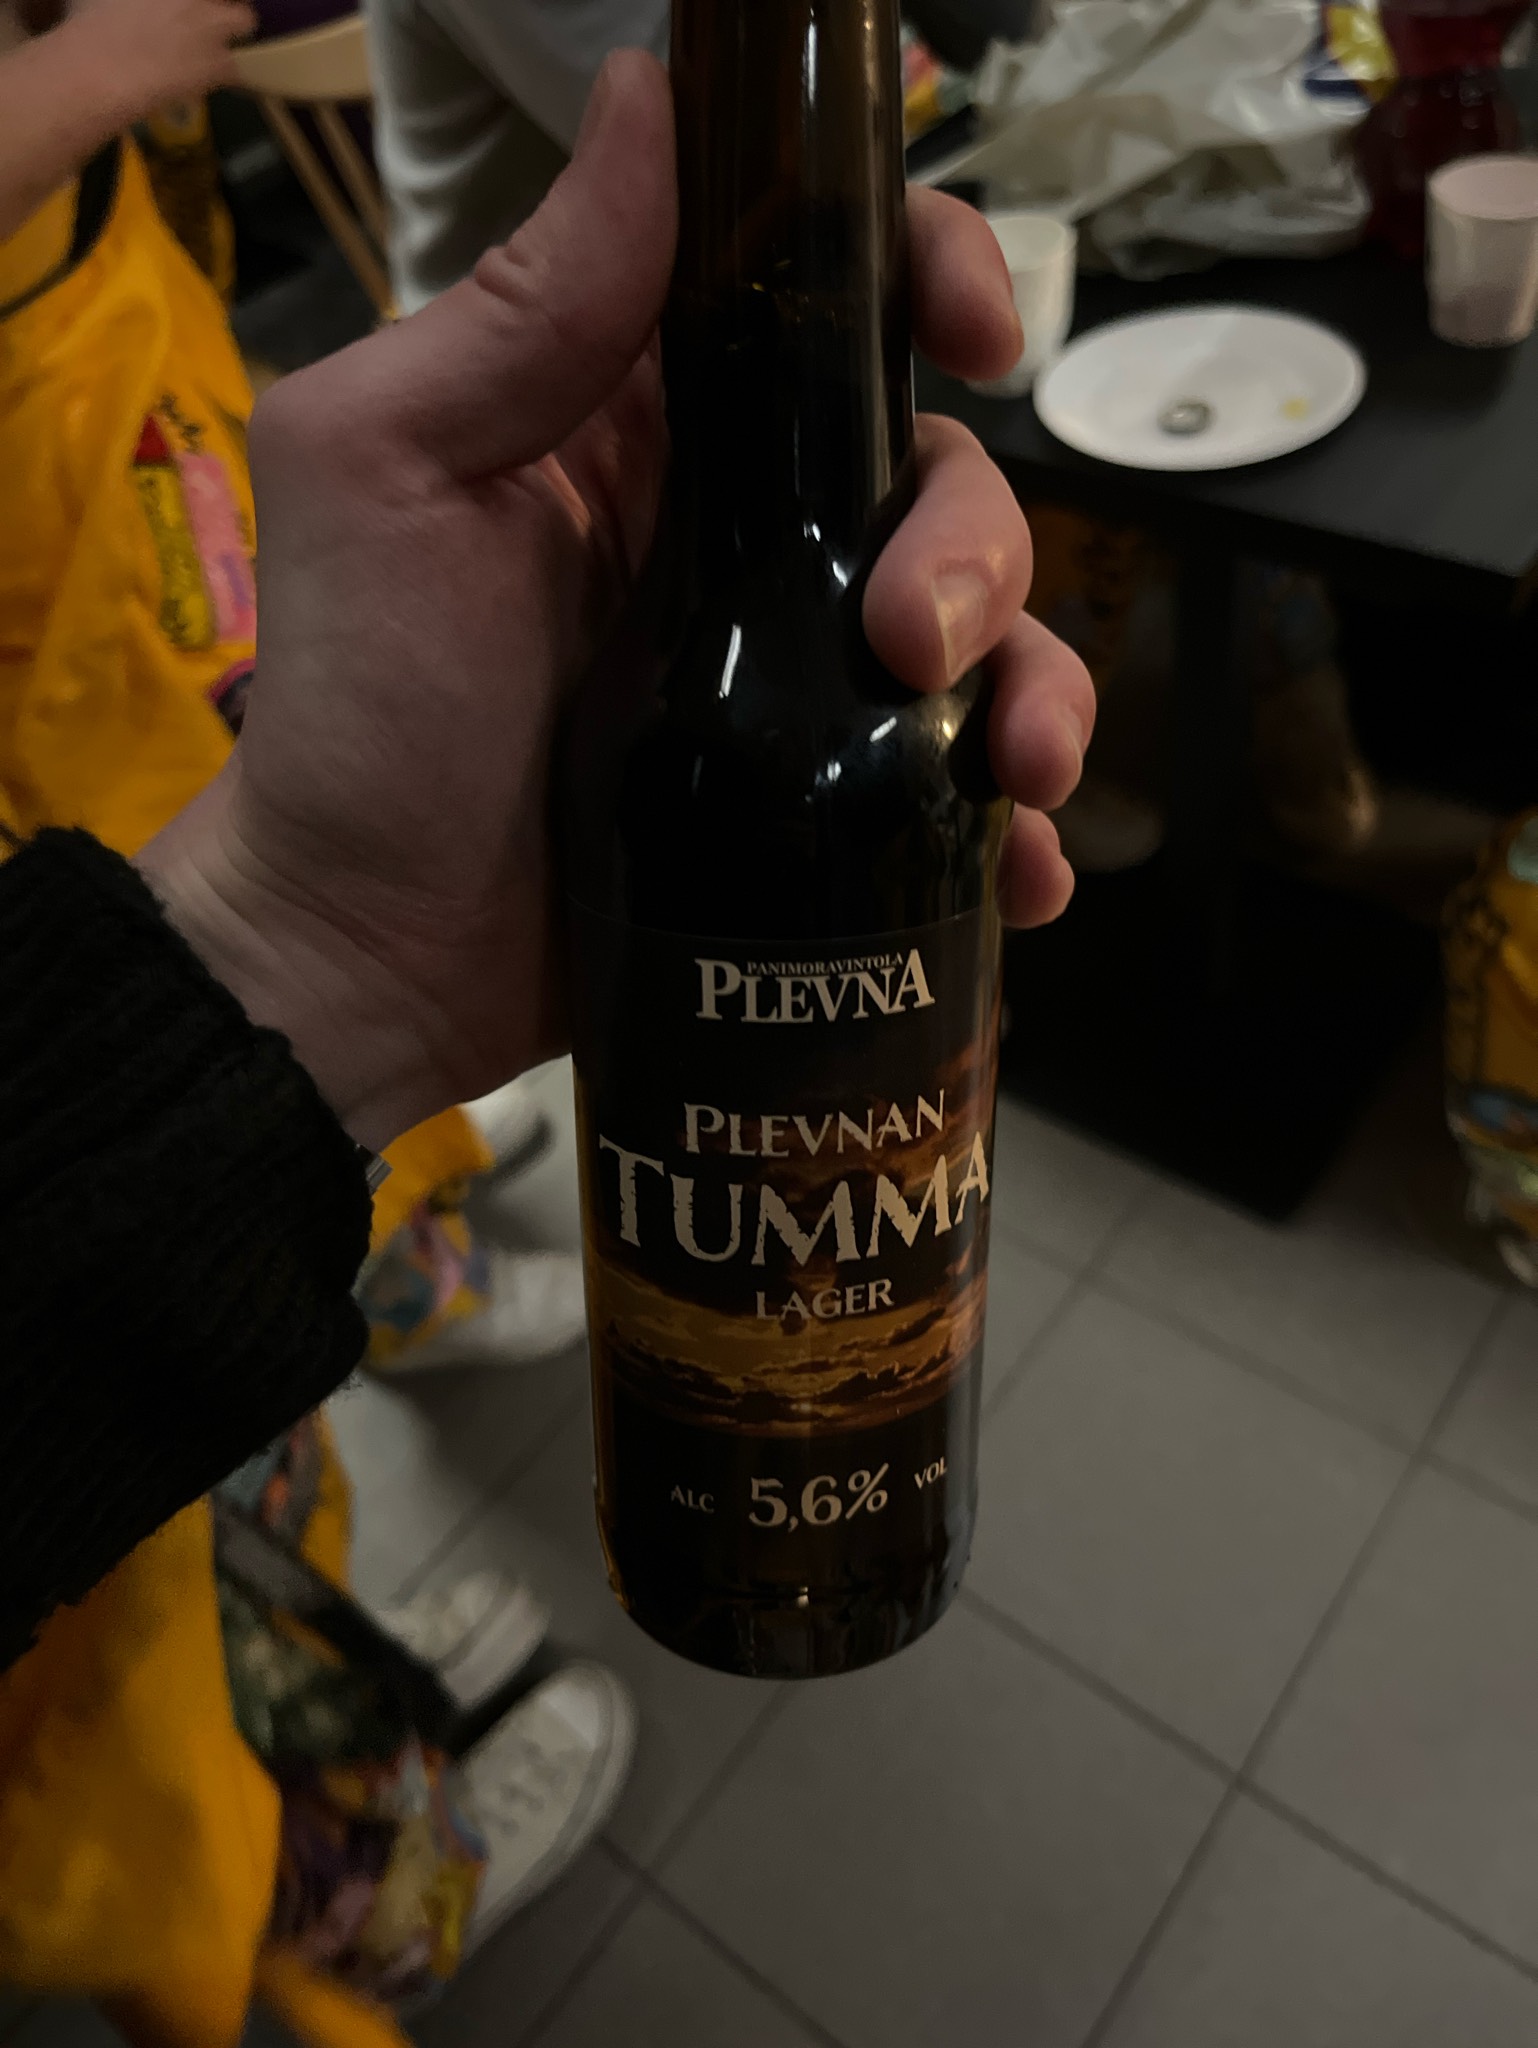 PANIMORAVINTOLA
PLEVNA
PLEVNAN
TUMMA
LAGER
ALC 5,6% VOL